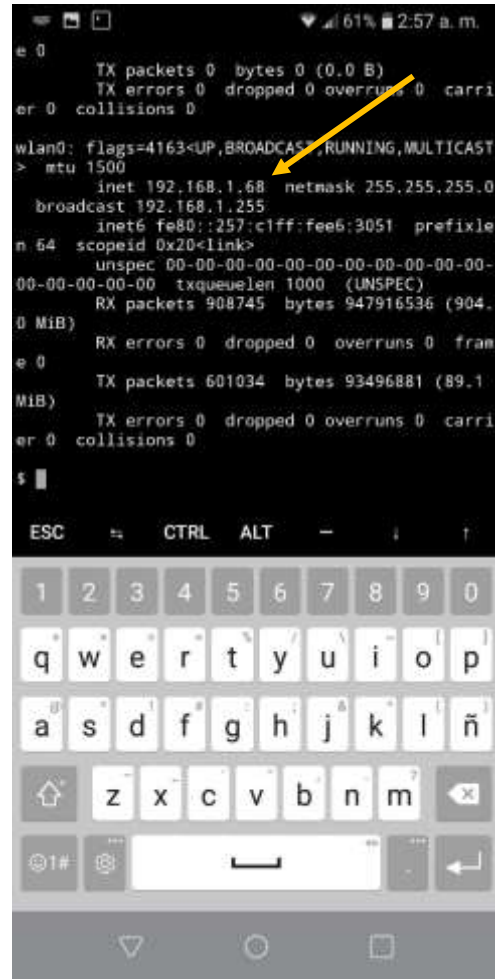 61% 2:57 a. m.
e 0
TX packets 0 bytes 0 (0.0 B)
TX errors 0 dropped 0 overruns 0 carri
er 0 collisions 0
wlan0: flags=4163<UP,BROADCAST,RUNNING,MULTICAST
> mtu 1500
inet 192.168.1.68 netmask 255.255.255.0
broadcast 192.168.1.255
inet6 fe80::257:c1ff:fee6:3051 prefixle
n 64 scopeid 0x20<link>
unspec 00-00-00-00-00-00-00-00-00-00-
00-00-00-00-00 txqueuelen 1000 (UNSPEC)
RX packets 908745 bytes 947916536 (904.
0 MiB)
RX errors 0 dropped 0 overruns 0 fram
e 0
TX packets 601034 bytes 93496881 (89.1
MiB)
TX errors 0 dropped 0 overruns 0 carri
er 0 collisions 0
$
ESC CTRL ALT — ↓ ↑
1 2 3 4 5 6 7 8 9 0
q w e r t y u i o p
a s d f g h j k l ñ
z x c v b n m
1#